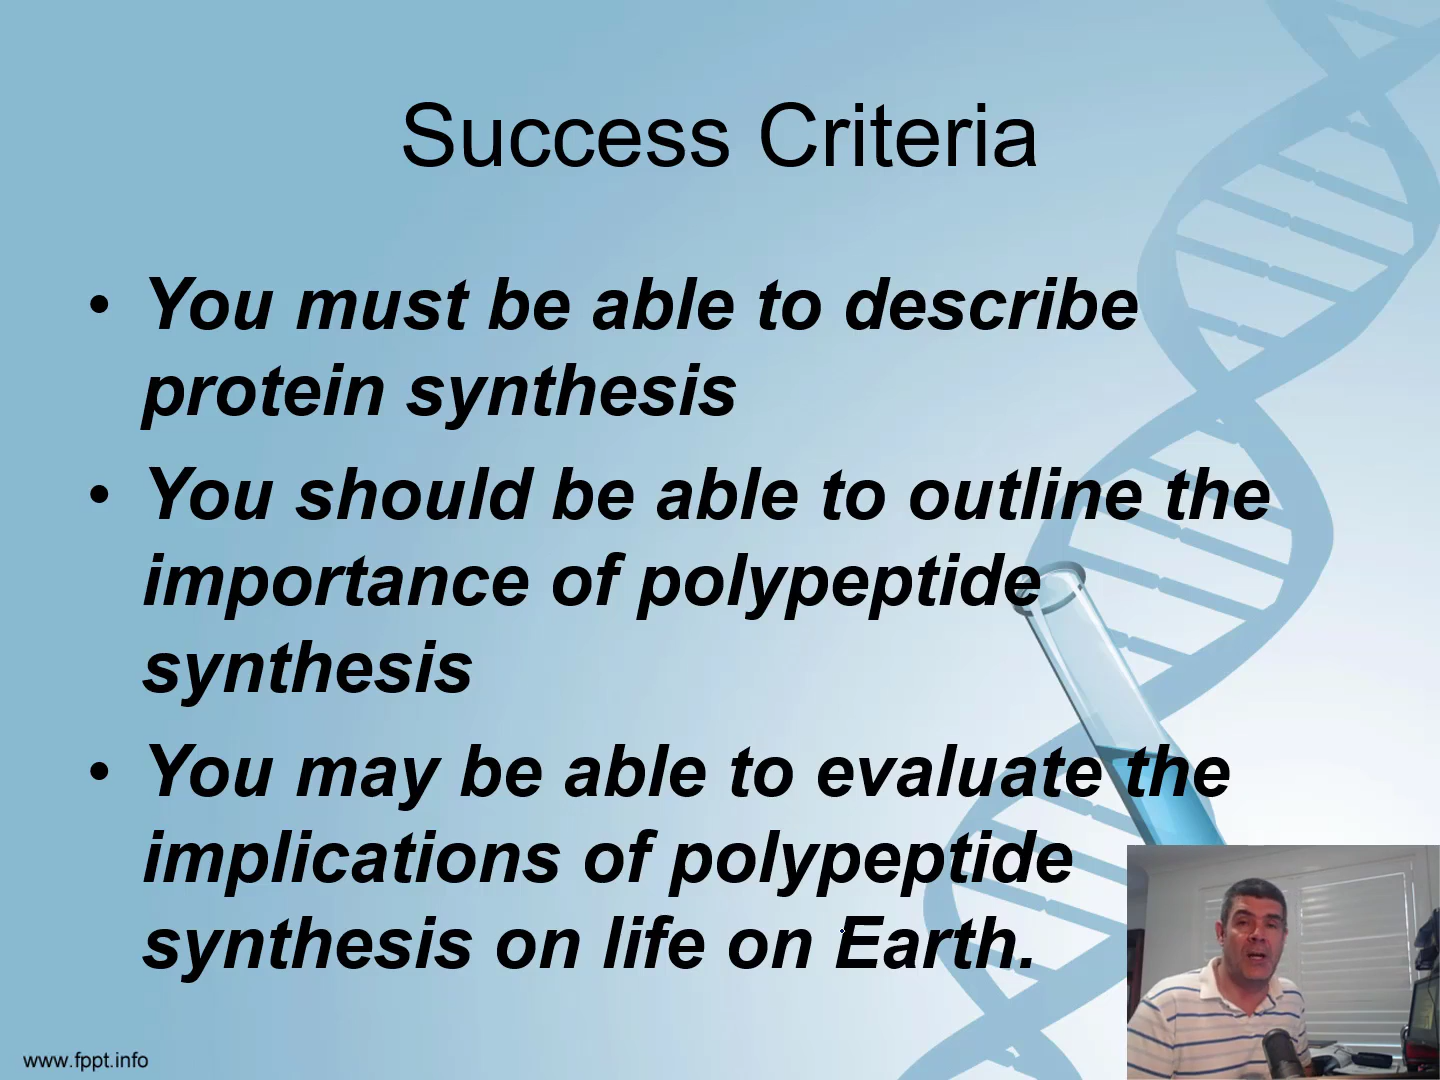 Success Criteria
• You must be able to describe
protein synthesis
• You should be able to outline the
importance of polypeptide
synthesis
• You may be able to evaluate the
implications of polypeptide
synthesis on life on Earth.
www.fppt.info